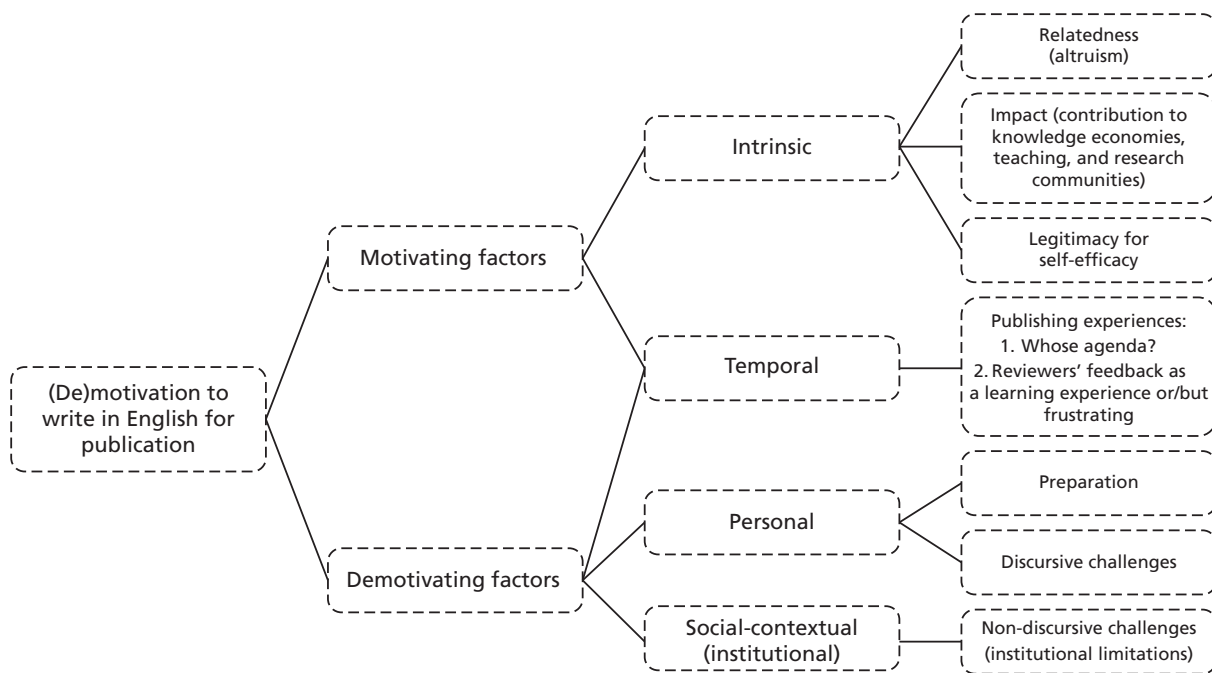 Relatedness
(altruism)
Impact (contribution to
knowledge economies,
teaching, and research
communities)
Intrinsic
Legitimacy for
self-efficacy
Motivating factors
Publishing experiences:
1. Whose agenda?
2. Reviewers' feedback as
a learning experience or/but
frustrating
Temporal
(De)motivation to
write in English for
publication
Preparation
Personal
Discursive challenges
Demotivating factors
Social-contextual
(institutional)
Non-discursive challenges
(institutional limitations)